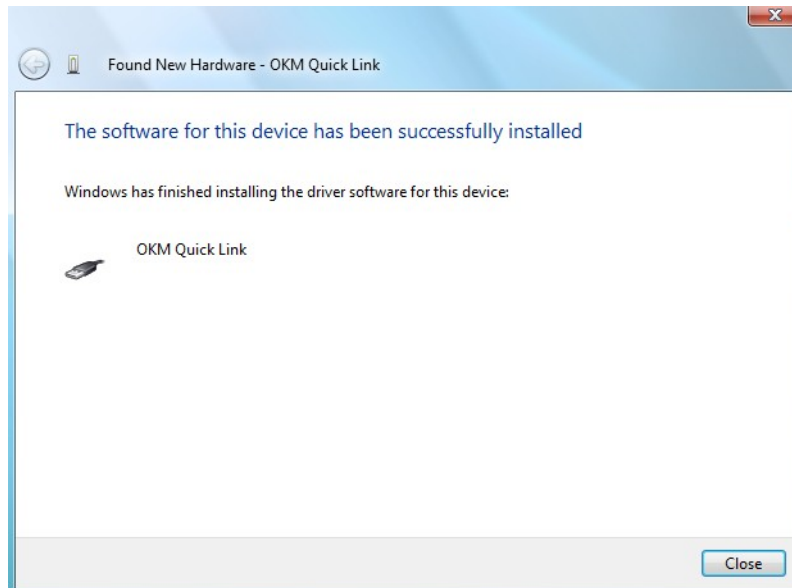 Found New Hardware - OKM Quick Link
The software for this device has been successfully installed
Windows has finished installing the driver software for this device:
OKM Quick Link
Close